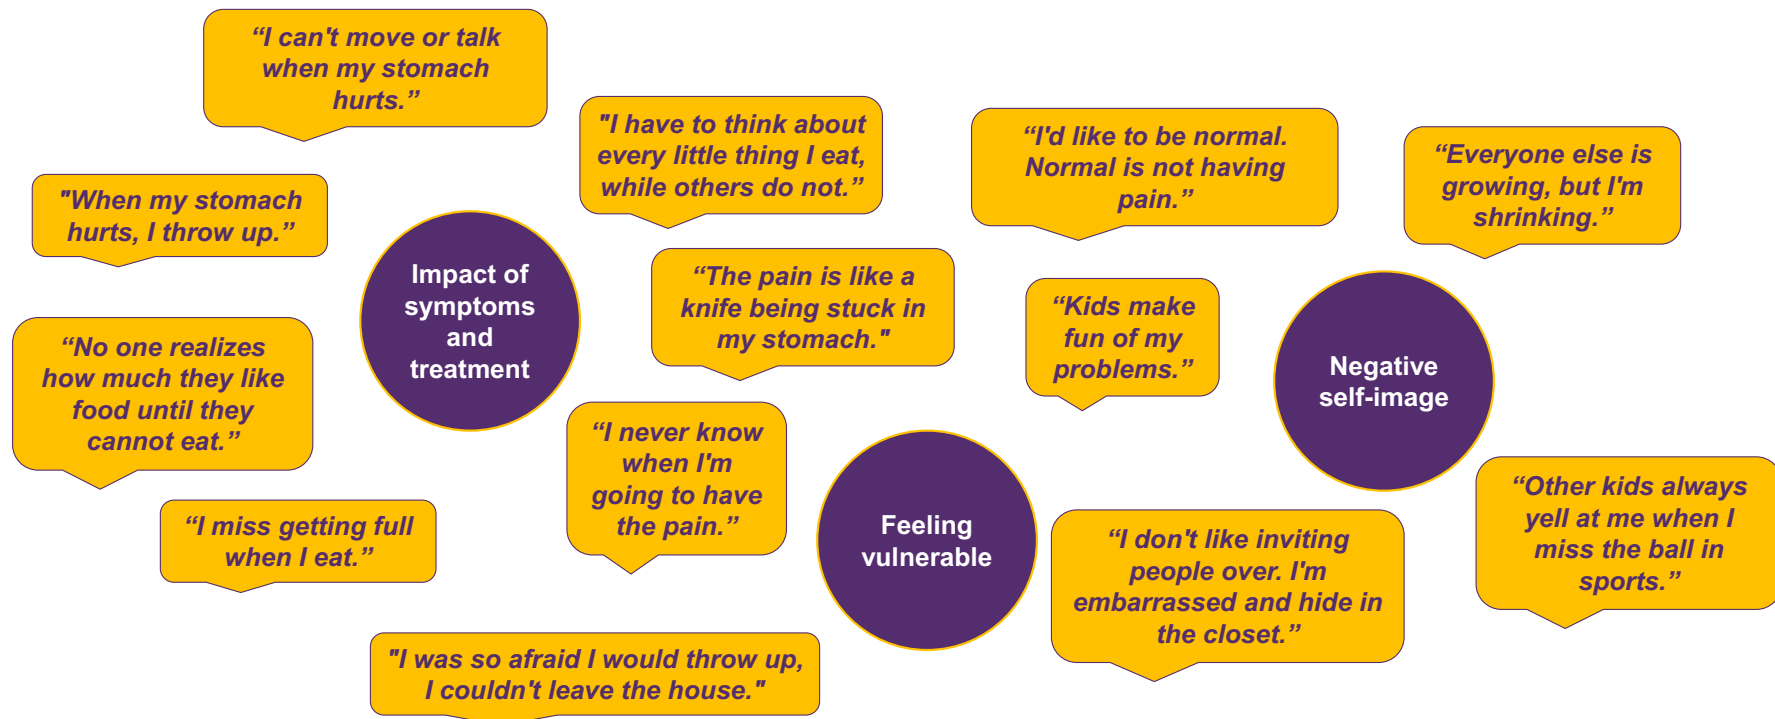 “I can't move or talk
when my stomach
hurts.”
"When my stomach
hurts, I throw up.”
“No one realizes
how much they like
food until they
cannot eat.”
“I miss getting full
when I eat.”
Impact of
symptoms
and
treatment
"I have to think about
every little thing I eat,
while others do not.”
“The pain is like a
knife being stuck in
my stomach."
“I never know
when I'm
going to have
the pain.”
"I was so afraid I would throw up,
I couldn't leave the house."
Feeling
vulnerable
“I'd like to be normal.
Normal is not having
pain.”
“Kids make
fun of my
problems.”
“I don't like inviting
people over. I'm
embarrassed and hide in
the closet.”
“Everyone else is
growing, but I'm
shrinking.”
Negative
self-image
“Other kids always
yell at me when I
miss the ball in
sports.”